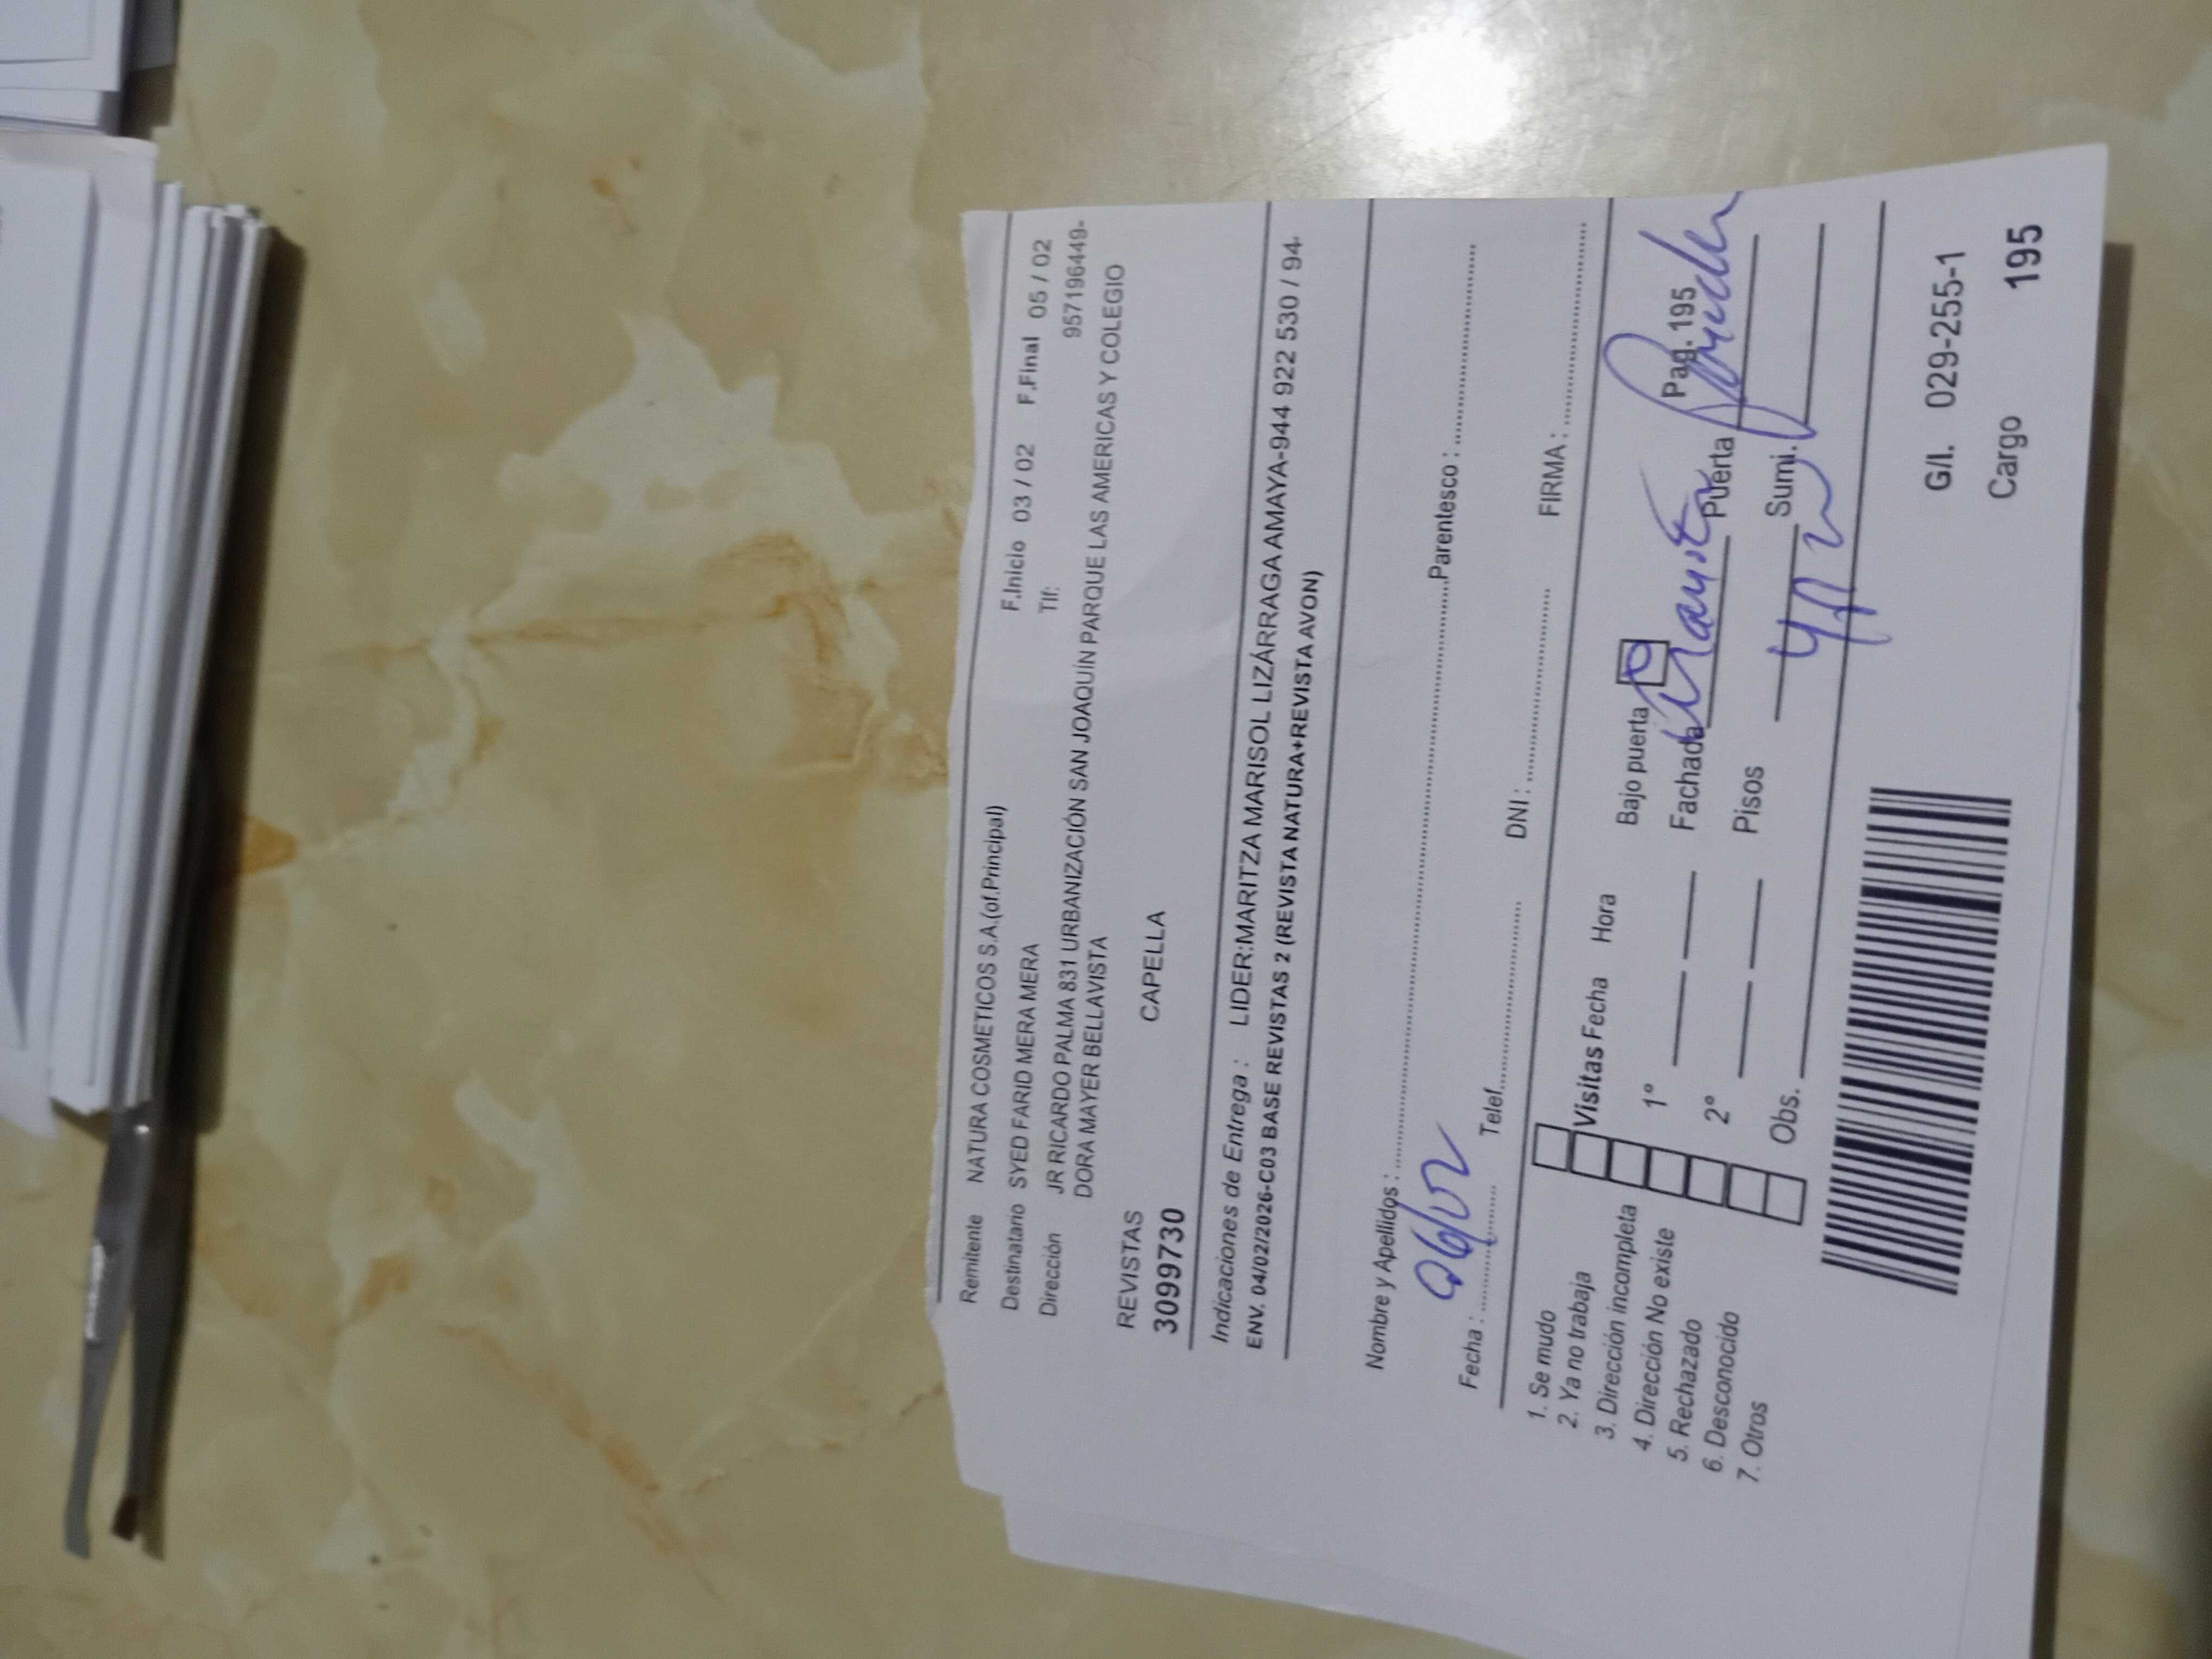 Remitente NATURA COSMETICOS S.A.(of.Principal)
Destinatario SYED FARID MERA MERA F.Inicio 03 / 02 F.Final 05 / 02
Dirección JR RICARDO PALMA 831 URBANIZACIÓN SAN JOAQUÍN PARQUE LAS AMERICAS Y COLEGIO Tlf: 957196449-
DORA MAYER BELLAVISTA
REVISTAS CAPELLA
3099730
Indicaciones de Entrega : LIDER:MARITZA MARISOL LIZÁRRAGA AMAYA-944 922 530 / 94
ENV. 04/02/2026-C03 BASE REVISTAS 2 (REVISTA NATURA+REVISTA AVON)
Nombre y Apellidos : Parentesco :
Fecha : 06/02 Telef. DNI : FIRMA :
1. Se mudo
2. Ya no trabaja
3. Dirección incompleta
4. Dirección No existe
5. Rechazado
6. Desconocido
7. Otros
Visitas Fecha Hora Bajo puerta Pag. 195
1° Fachada Puerta
2° Pisos Sumi.
Obs.
G/I. 029-255-1
Cargo 195